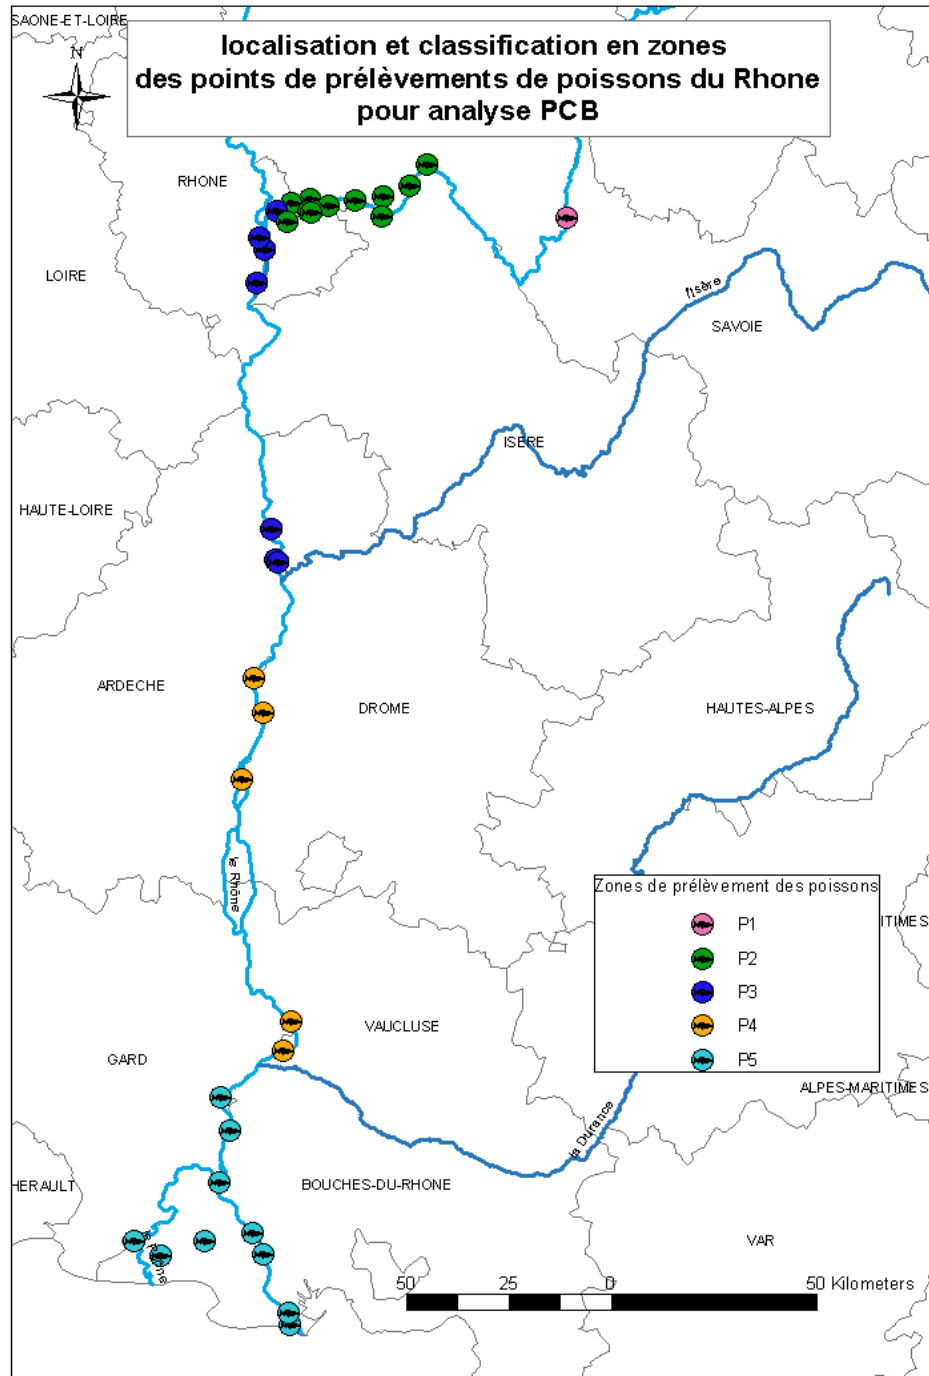 SAONE-ET-LOIRE
N
localisation et classification en zones
des points de prélèvements de poissons du Rhone
pour analyse PCB
RHONE
LOIRE
l'Isère
SAVOIE
ISERE
HAUTE-LOIRE
ARDECHE
DROME
HAUTES-ALPES
le Rhône
Zones de prélèvement des poissons
P1
ITIMES
P2
P3
P4
P5
VAUCLUSE
GARD
ALPES-MARITIMES
la Durance
HERAULT
BOUCHES-DU-RHONE
le Rhône
VAR
50 25 0 50 Kilometers